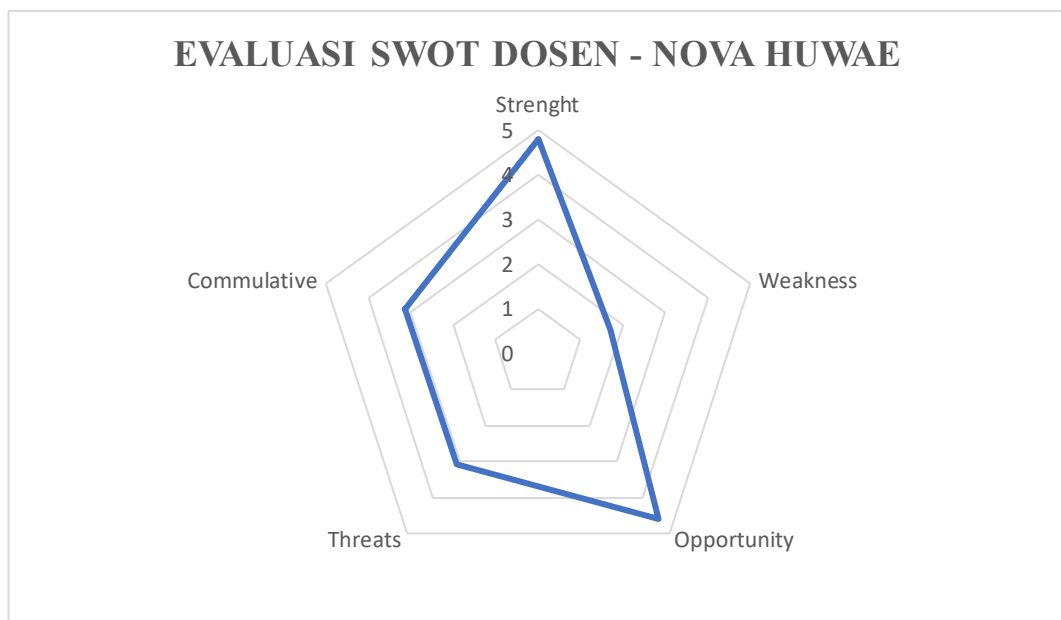 EVALUASI SWOT DOSEN - NOVA HUWAE
Strenght
5
4
3
2
1
0
Commulative
Weakness
Threats
Opportunity